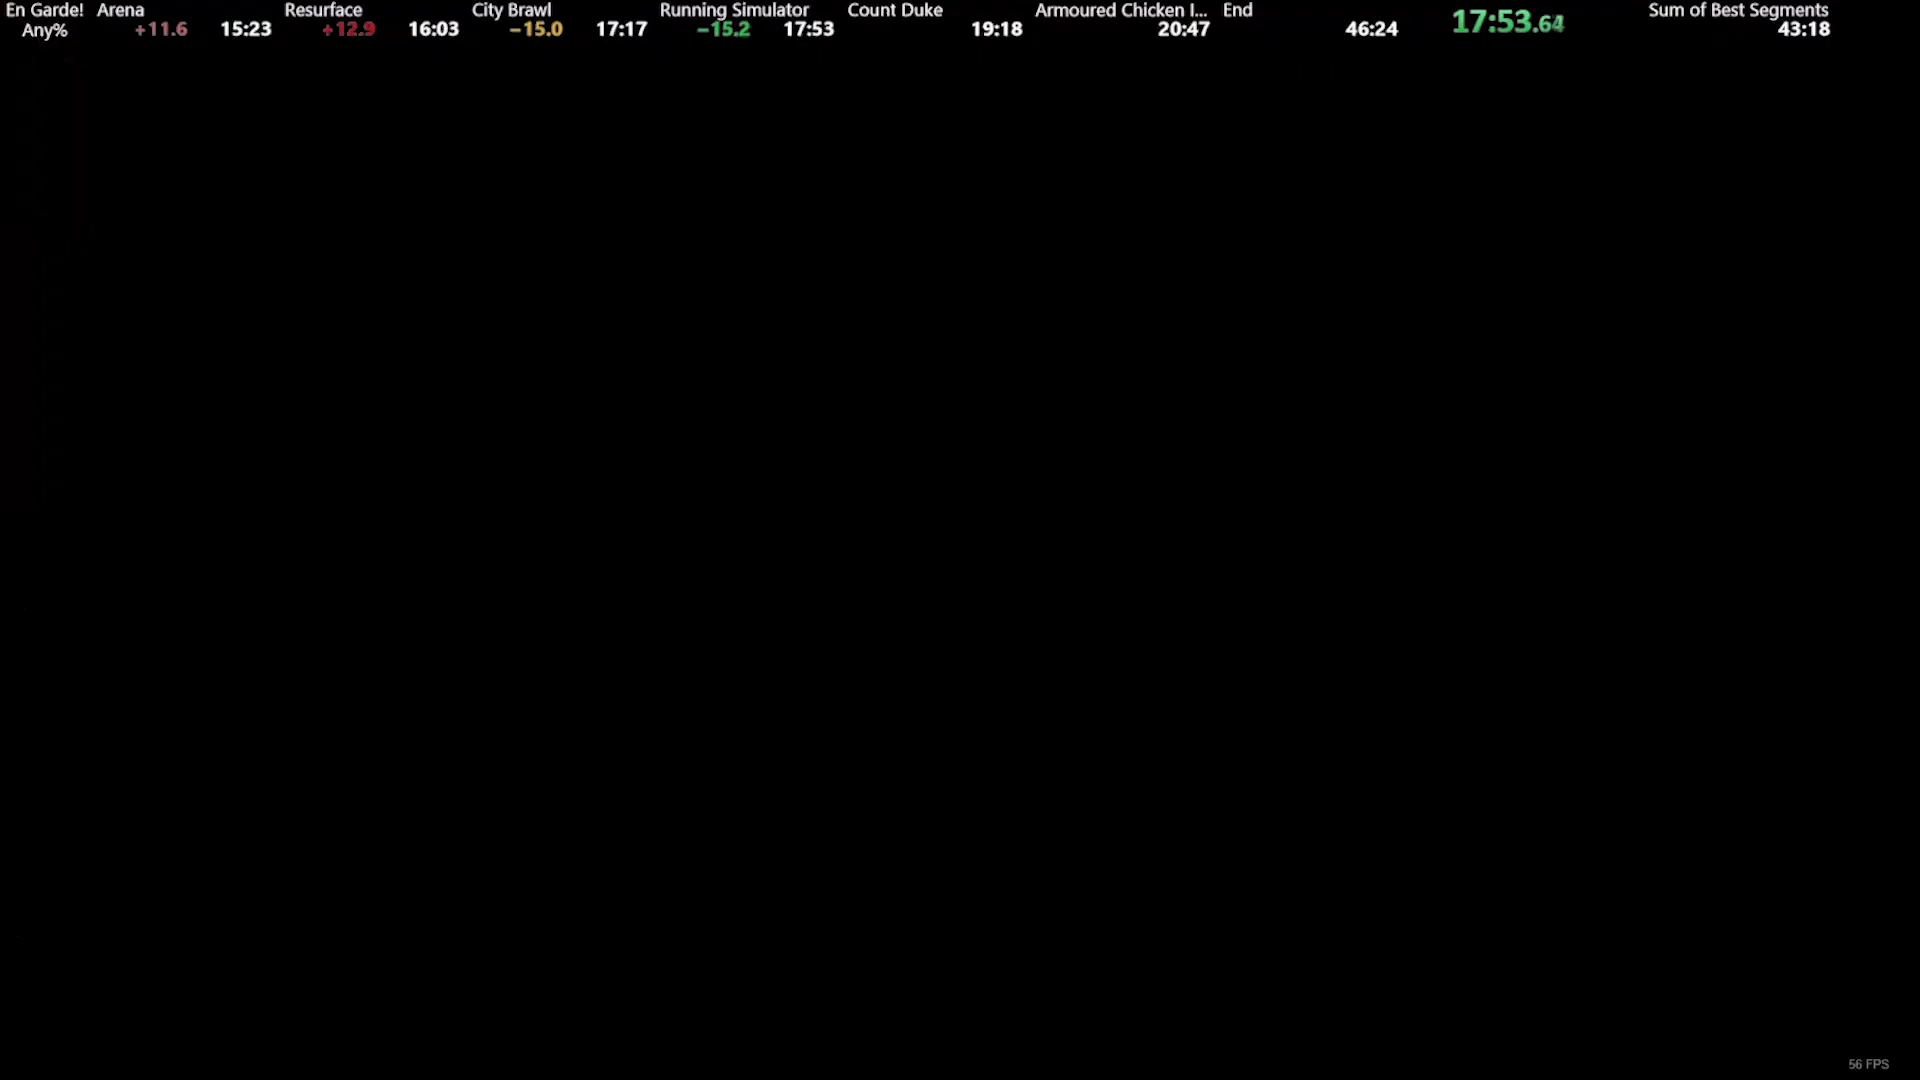 En Garde! Arena Resurface City Brawl Running Simulator Count Duke Armoured Chicken I... End 17:53.64 Sum of Best Segments
Any% +11.6 15:23 +12.9 16:03 −15.0 17:17 −15.2 17:53 19:18 20:47 46:24 43:18
56 FPS